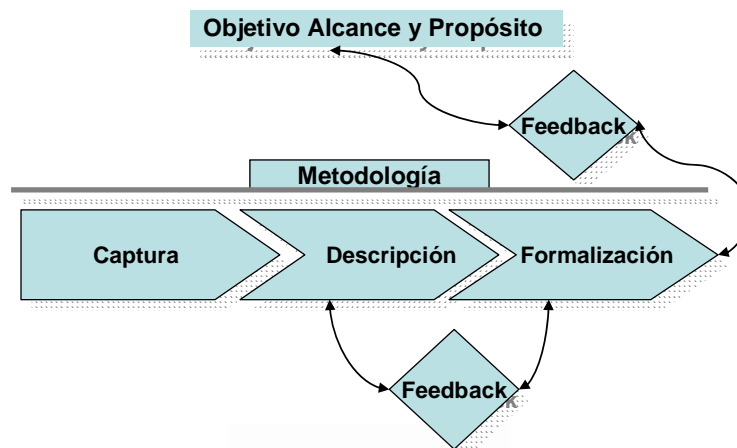 Objetivo Alcance y Propósito
Feedback
Metodología
Captura
Descripción
Formalización
Feedback